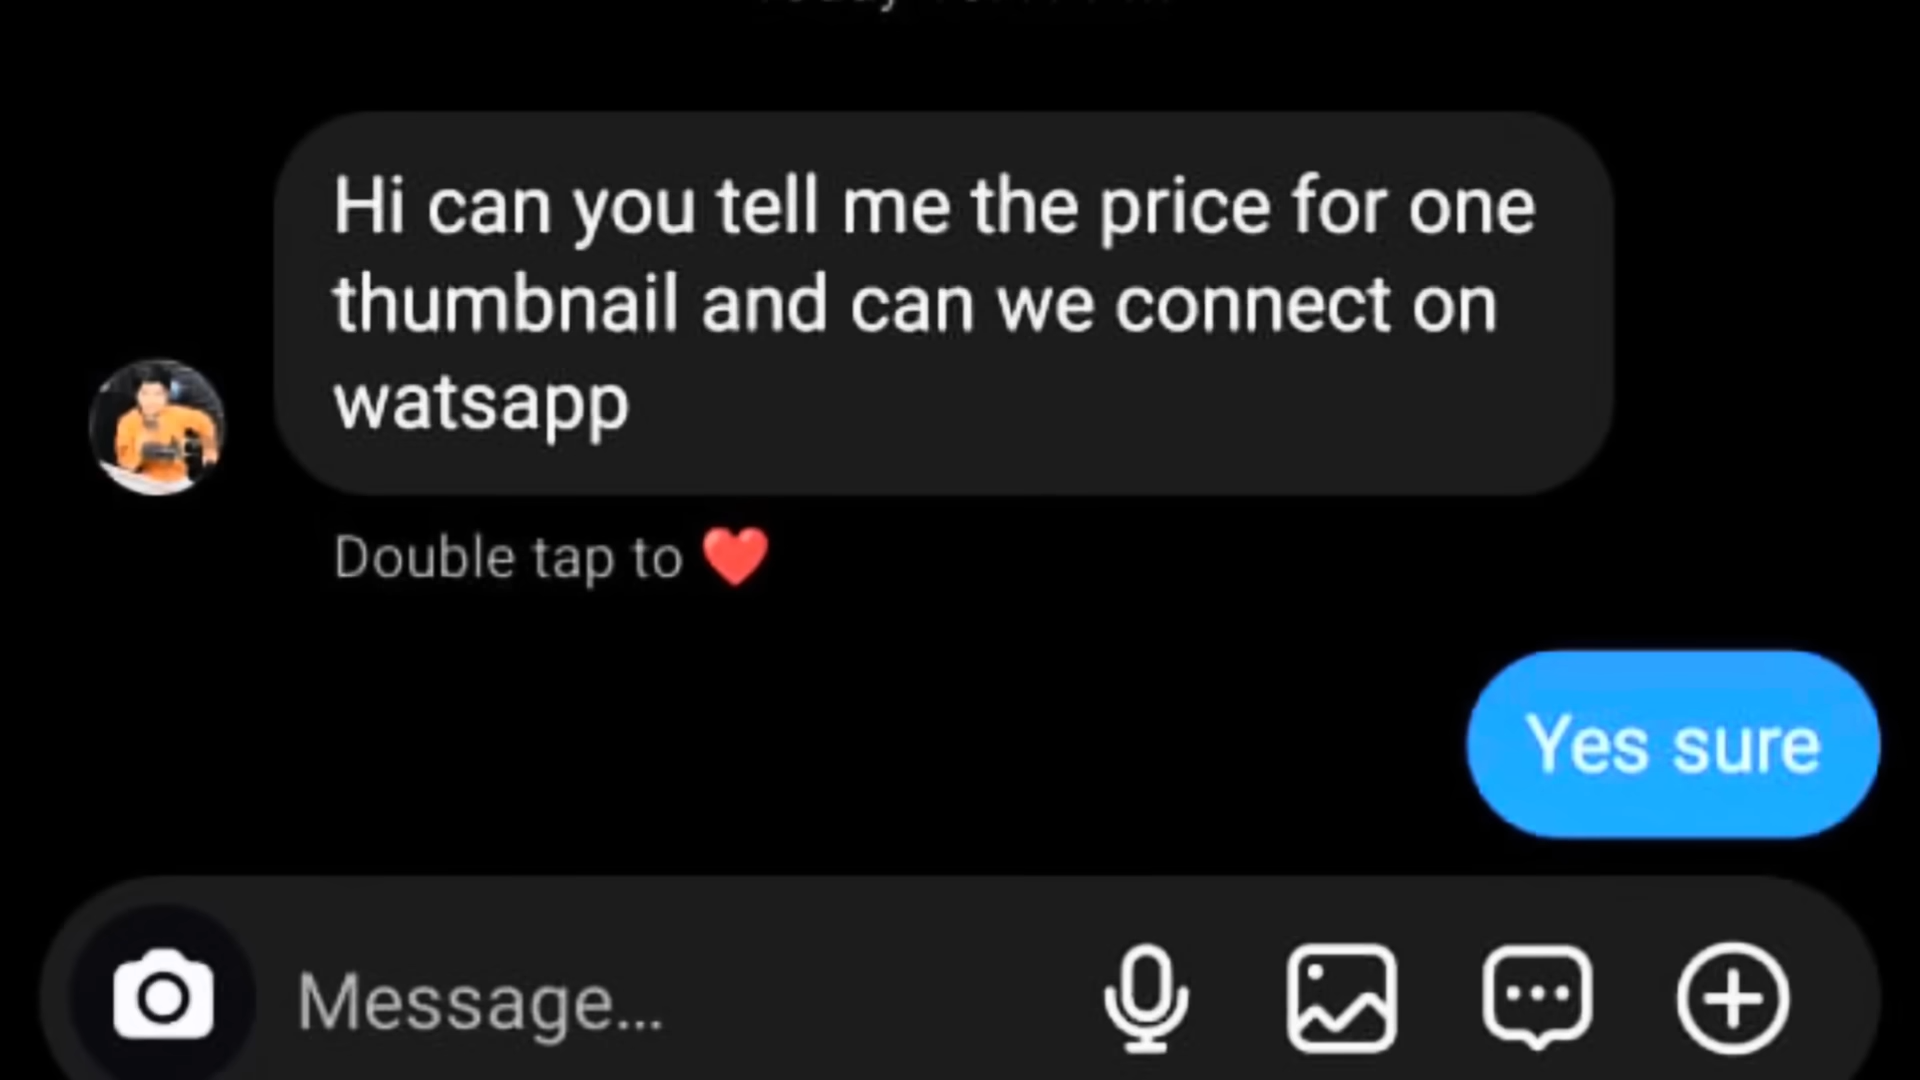 Hi can you tell me the price for one
thumbnail and can we connect on
watsapp
Double tap to ❤️
Yes sure
Message...